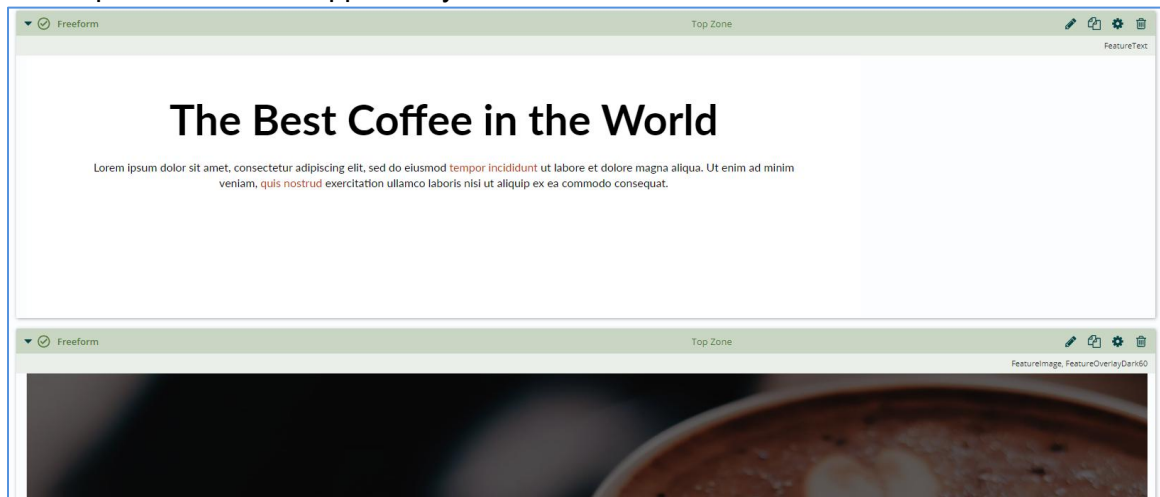 Freeform Top Zone
FeatureText
The Best Coffee in the World
Lorem ipsum dolor sit amet, consectetur adipiscing elit, sed do eiusmod tempor incididunt ut labore et dolore magna aliqua. Ut enim ad minim
veniam, quis nostrud exercitation ullamco laboris nisi ut aliquip ex ea commodo consequat.
Freeform Top Zone
FeatureImage, FeatureOverlayDark60